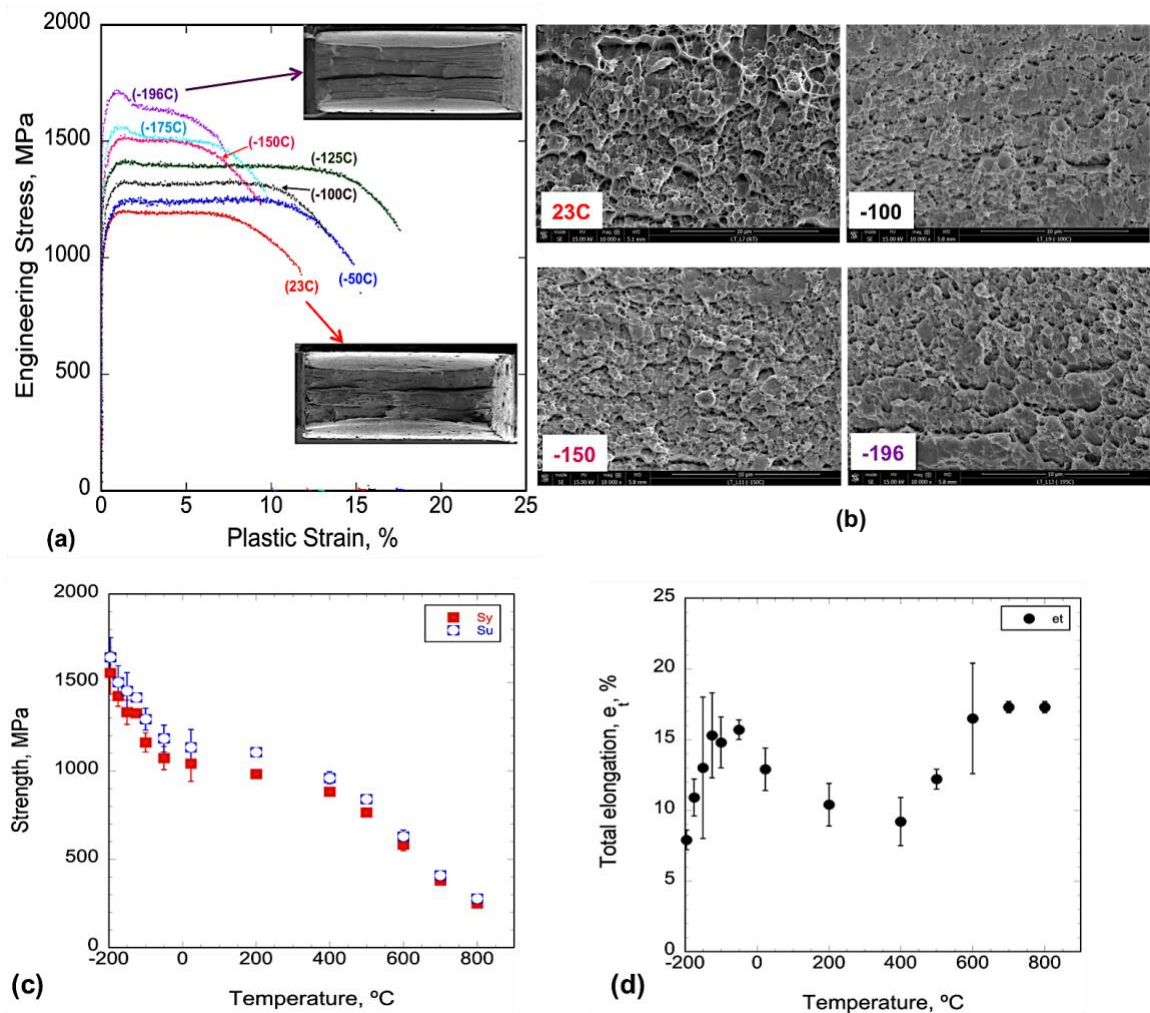 2000
1500
1000
500
0
Engineering Stress, MPa
(-196C)
(-175C)
(-150C)
(-125C)
(-100C)
(23C)
(-50C)
0 5 10 15 20 25
Plastic Strain, %
(a)
23C
-100
-150
-196
(b)
2000
1500
1000
500
0
Strength, MPa
Sy
Su
-200 0 200 400 600 800
Temperature, ºC
(c)
25
20
15
10
5
0
Total elongation, et, %
et
-200 0 200 400 600 800
Temperature, ºC
(d)